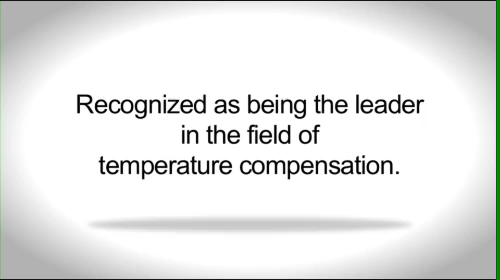 Recognized as being the leader
in the field of
temperature compensation.